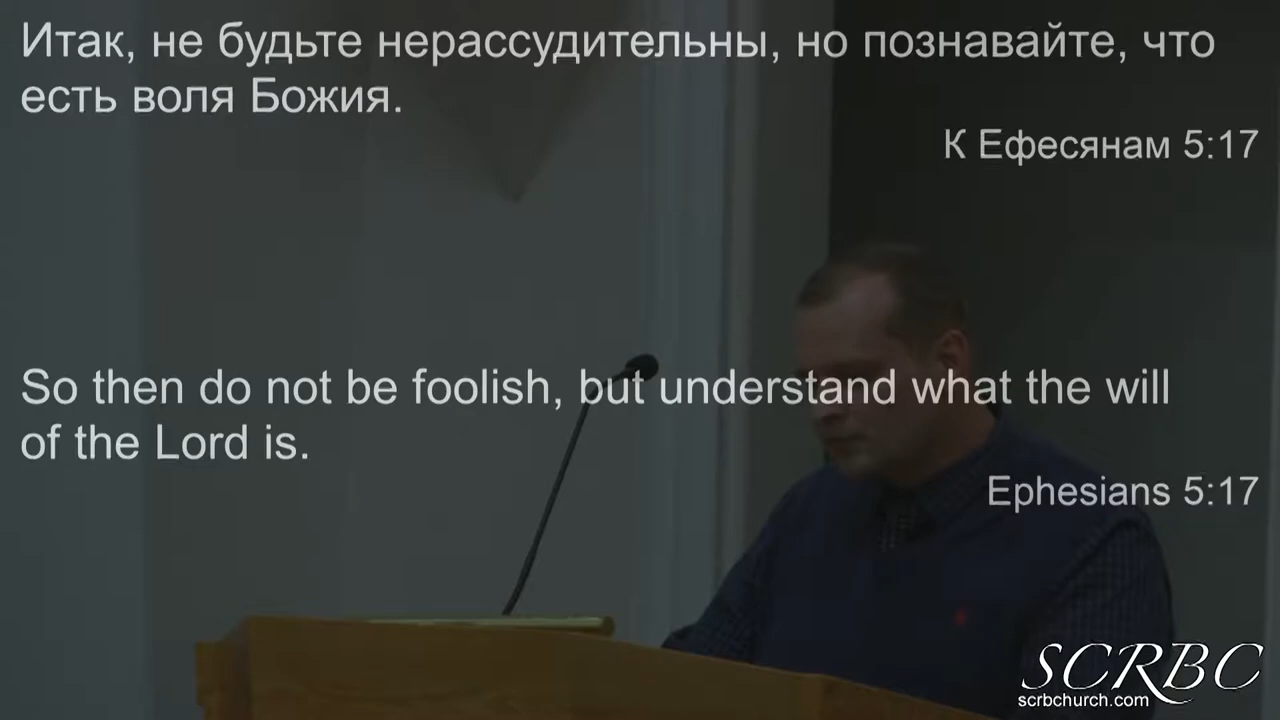 Итак, не будьте нерассудительны, но познавайте, что
есть воля Божия.
К Ефесянам 5:17
So then do not be foolish, but understand what the will
of the Lord is.
Ephesians 5:17
SCRBC
scrbchurch.com